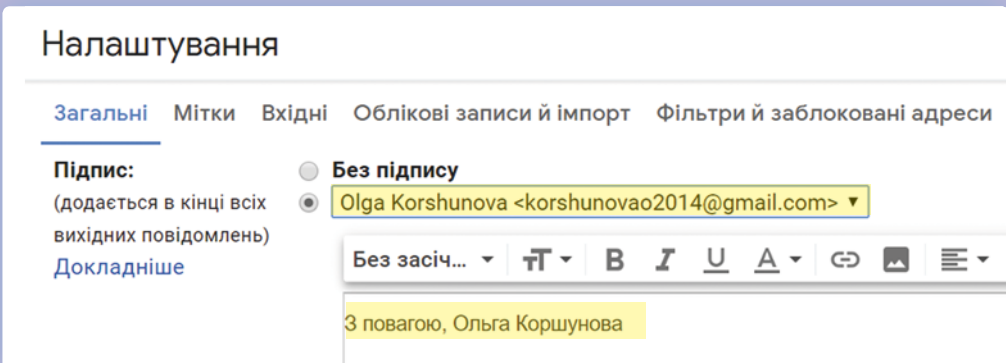 Налаштування
Загальні Мітки Вхідні Облікові записи й імпорт Фільтри й заблоковані адреси
Підпис: Без підпису
(додається в кінці всіх Olga Korshunova <korshunovao2014@gmail.com>
вихідних повідомлень)
Докладніше Без засіч... B I U A
З повагою, Ольга Коршунова